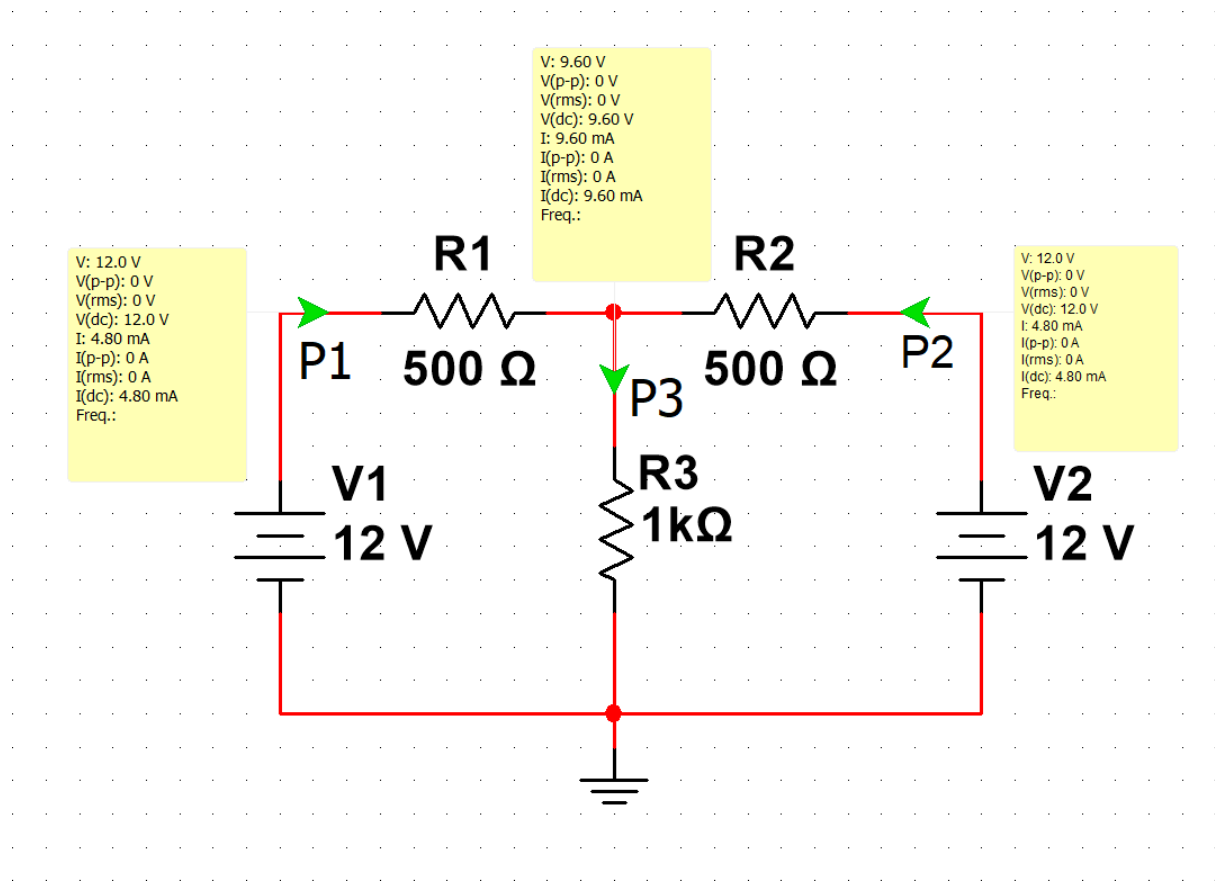 V: 9.60 V
V(p-p): 0 V
V(rms): 0 V
V(dc): 9.60 V
I: 9.60 mA
I(p-p): 0 A
I(rms): 0 A
I(dc): 9.60 mA
Freq.:
V: 12.0 V
V(p-p): 0 V
V(rms): 0 V
V(dc): 12.0 V
I: 4.80 mA
I(p-p): 0 A
I(rms): 0 A
I(dc): 4.80 mA
Freq.:
R1
500 Ω
R2
500 Ω
V: 12.0 V
V(p-p): 0 V
V(rms): 0 V
V(dc): 12.0 V
I: 4.80 mA
I(p-p): 0 A
I(rms): 0 A
I(dc): 4.80 mA
Freq.:
P1
P3
P2
V1
12 V
R3
1kΩ
V2
12 V